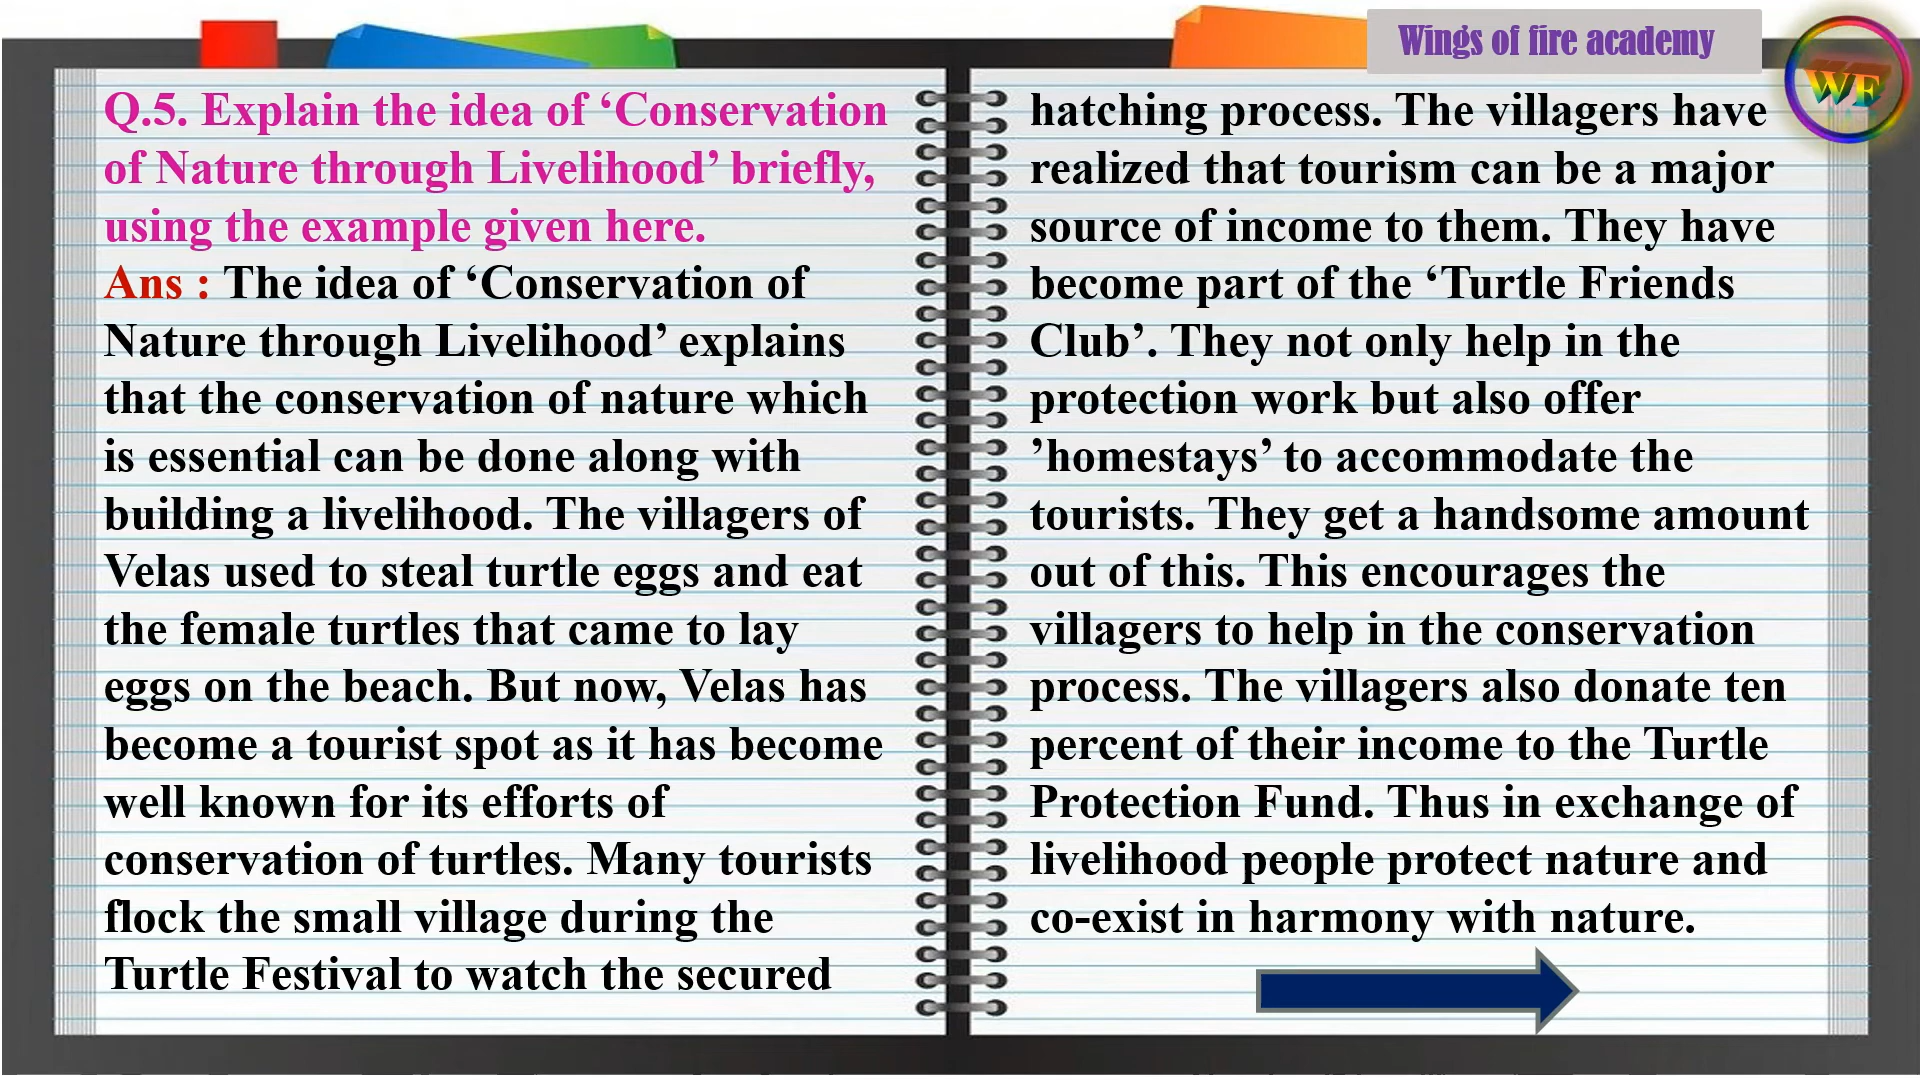 Wings of fire academy
WF
Q.5. Explain the idea of ‘Conservation
of Nature through Livelihood’ briefly,
using the example given here.
Ans : The idea of ‘Conservation of
Nature through Livelihood’ explains
that the conservation of nature which
is essential can be done along with
building a livelihood. The villagers of
Velas used to steal turtle eggs and eat
the female turtles that came to lay
eggs on the beach. But now, Velas has
become a tourist spot as it has become
well known for its efforts of
conservation of turtles. Many tourists
flock the small village during the
Turtle Festival to watch the secured
hatching process. The villagers have
realized that tourism can be a major
source of income to them. They have
become part of the ‘Turtle Friends
Club’. They not only help in the
protection work but also offer
’homestays’ to accommodate the
tourists. They get a handsome amount
out of this. This encourages the
villagers to help in the conservation
process. The villagers also donate ten
percent of their income to the Turtle
Protection Fund. Thus in exchange of
livelihood people protect nature and
co-exist in harmony with nature.